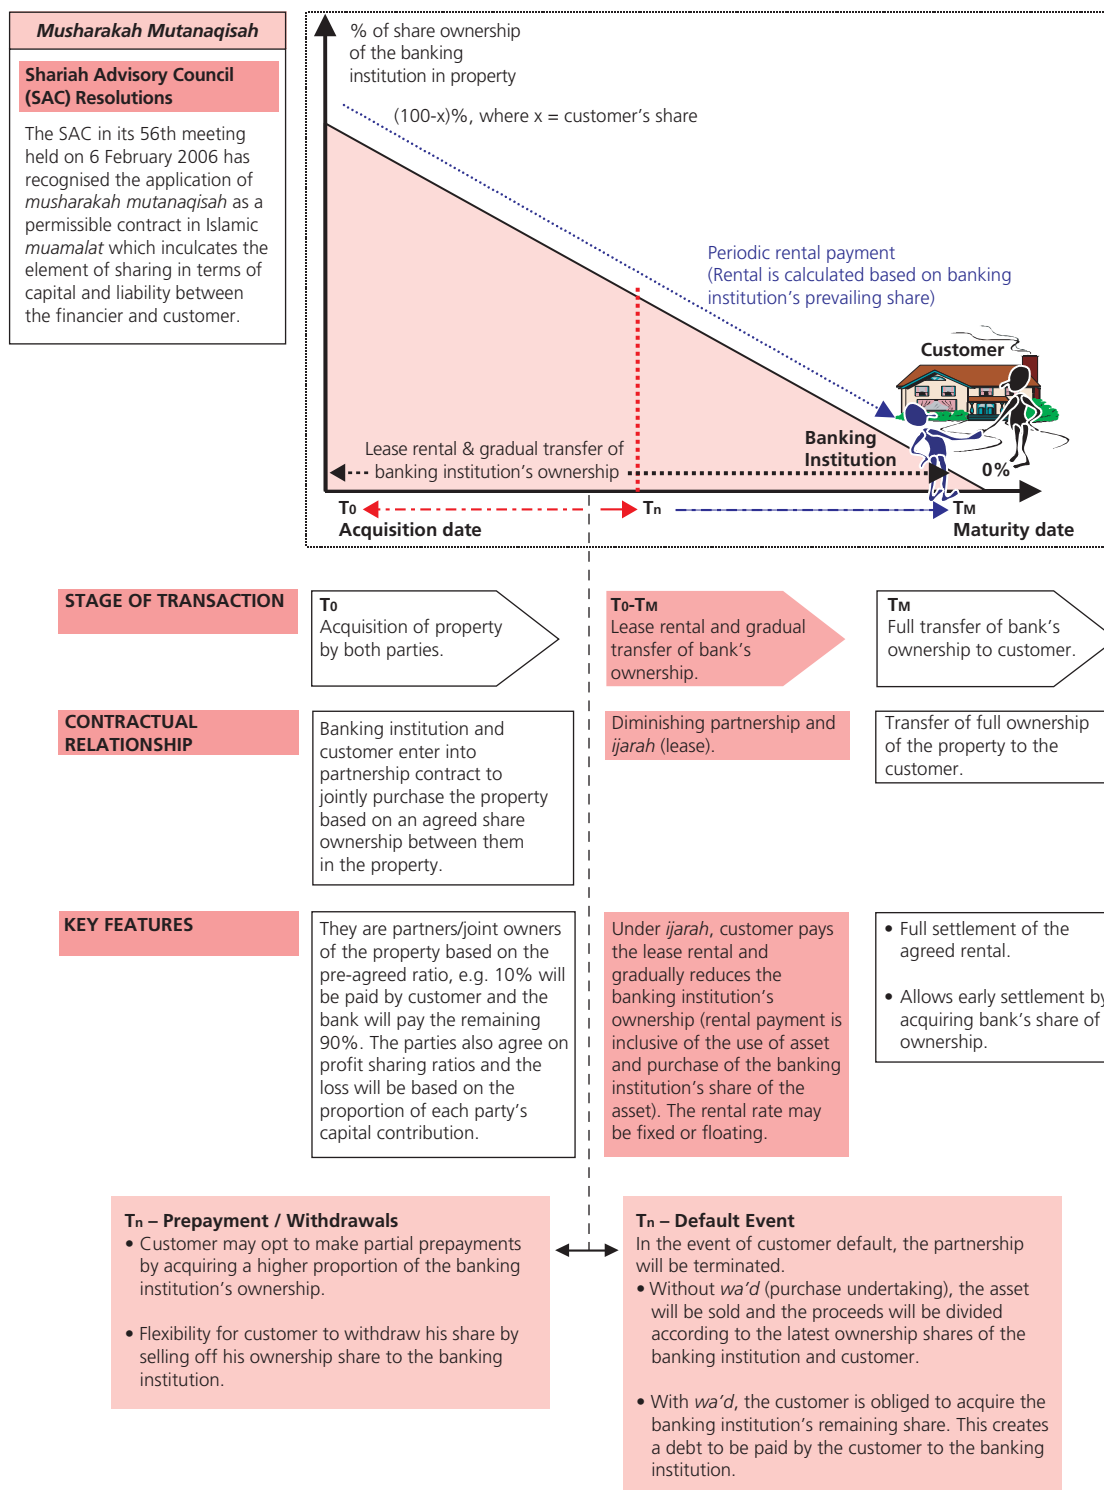 Musharakah Mutanaqisah
Shariah Advisory Council
(SAC) Resolutions
The SAC in its 56th meeting
held on 6 February 2006 has
recognised the application of
musharakah mutanaqisah as a
permissible contract in Islamic
muamalat which inculcates the
element of sharing in terms of
capital and liability between
the financier and customer.
% of share ownership
of the banking
institution in property
(100-x)%, where x = customer's share
Periodic rental payment
(Rental is calculated based on banking
institution's prevailing share)
Customer
Banking
Institution
0%
Lease rental & gradual transfer of
banking institution's ownership
T0
Tn
TM
Acquisition date
Maturity date
STAGE OF TRANSACTION
T0
Acquisition of property
by both parties.
T0-TM
Lease rental and gradual
transfer of bank's
ownership.
TM
Full transfer of bank's
ownership to customer.
CONTRACTUAL
RELATIONSHIP
Banking institution and
customer enter into
partnership contract to
jointly purchase the property
based on an agreed share
ownership between them
in the property.
Diminishing partnership and
ijarah (lease).
Transfer of full ownership
of the property to the
customer.
KEY FEATURES
They are partners/joint owners
of the property based on the
pre-agreed ratio, e.g. 10% will
be paid by customer and the
bank will pay the remaining
90%. The parties also agree on
profit sharing ratios and the
loss will be based on the
proportion of each party's
capital contribution.
Under ijarah, customer pays
the lease rental and
gradually reduces the
banking institution's
ownership (rental payment is
inclusive of the use of asset
and purchase of the banking
institution's share of the
asset). The rental rate may
be fixed or floating.
• Full settlement of the
agreed rental.
• Allows early settlement by
acquiring bank's share of
ownership.
Tn – Prepayment / Withdrawals
• Customer may opt to make partial prepayments
by acquiring a higher proportion of the banking
institution's ownership.
• Flexibility for customer to withdraw his share by
selling off his ownership share to the banking
institution.
Tn – Default Event
In the event of customer default, the partnership
will be terminated.
• Without wa'd (purchase undertaking), the asset
will be sold and the proceeds will be divided
according to the latest ownership shares of the
banking institution and customer.
• With wa'd, the customer is obliged to acquire the
banking institution's remaining share. This creates
a debt to be paid by the customer to the banking
institution.